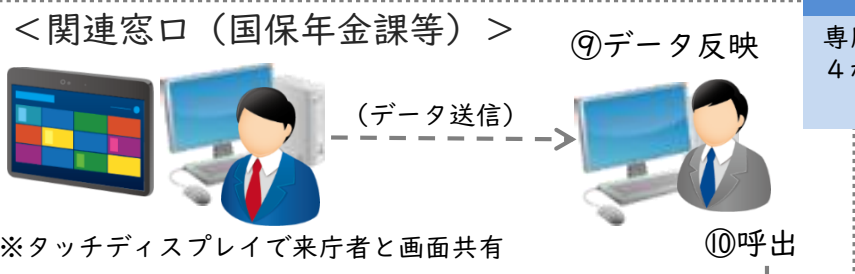 ＜関連窓口（国保年金課等）＞
⑨データ反映
（データ送信）
※タッチディスプレイで来庁者と画面共有
⑩呼出
専
４